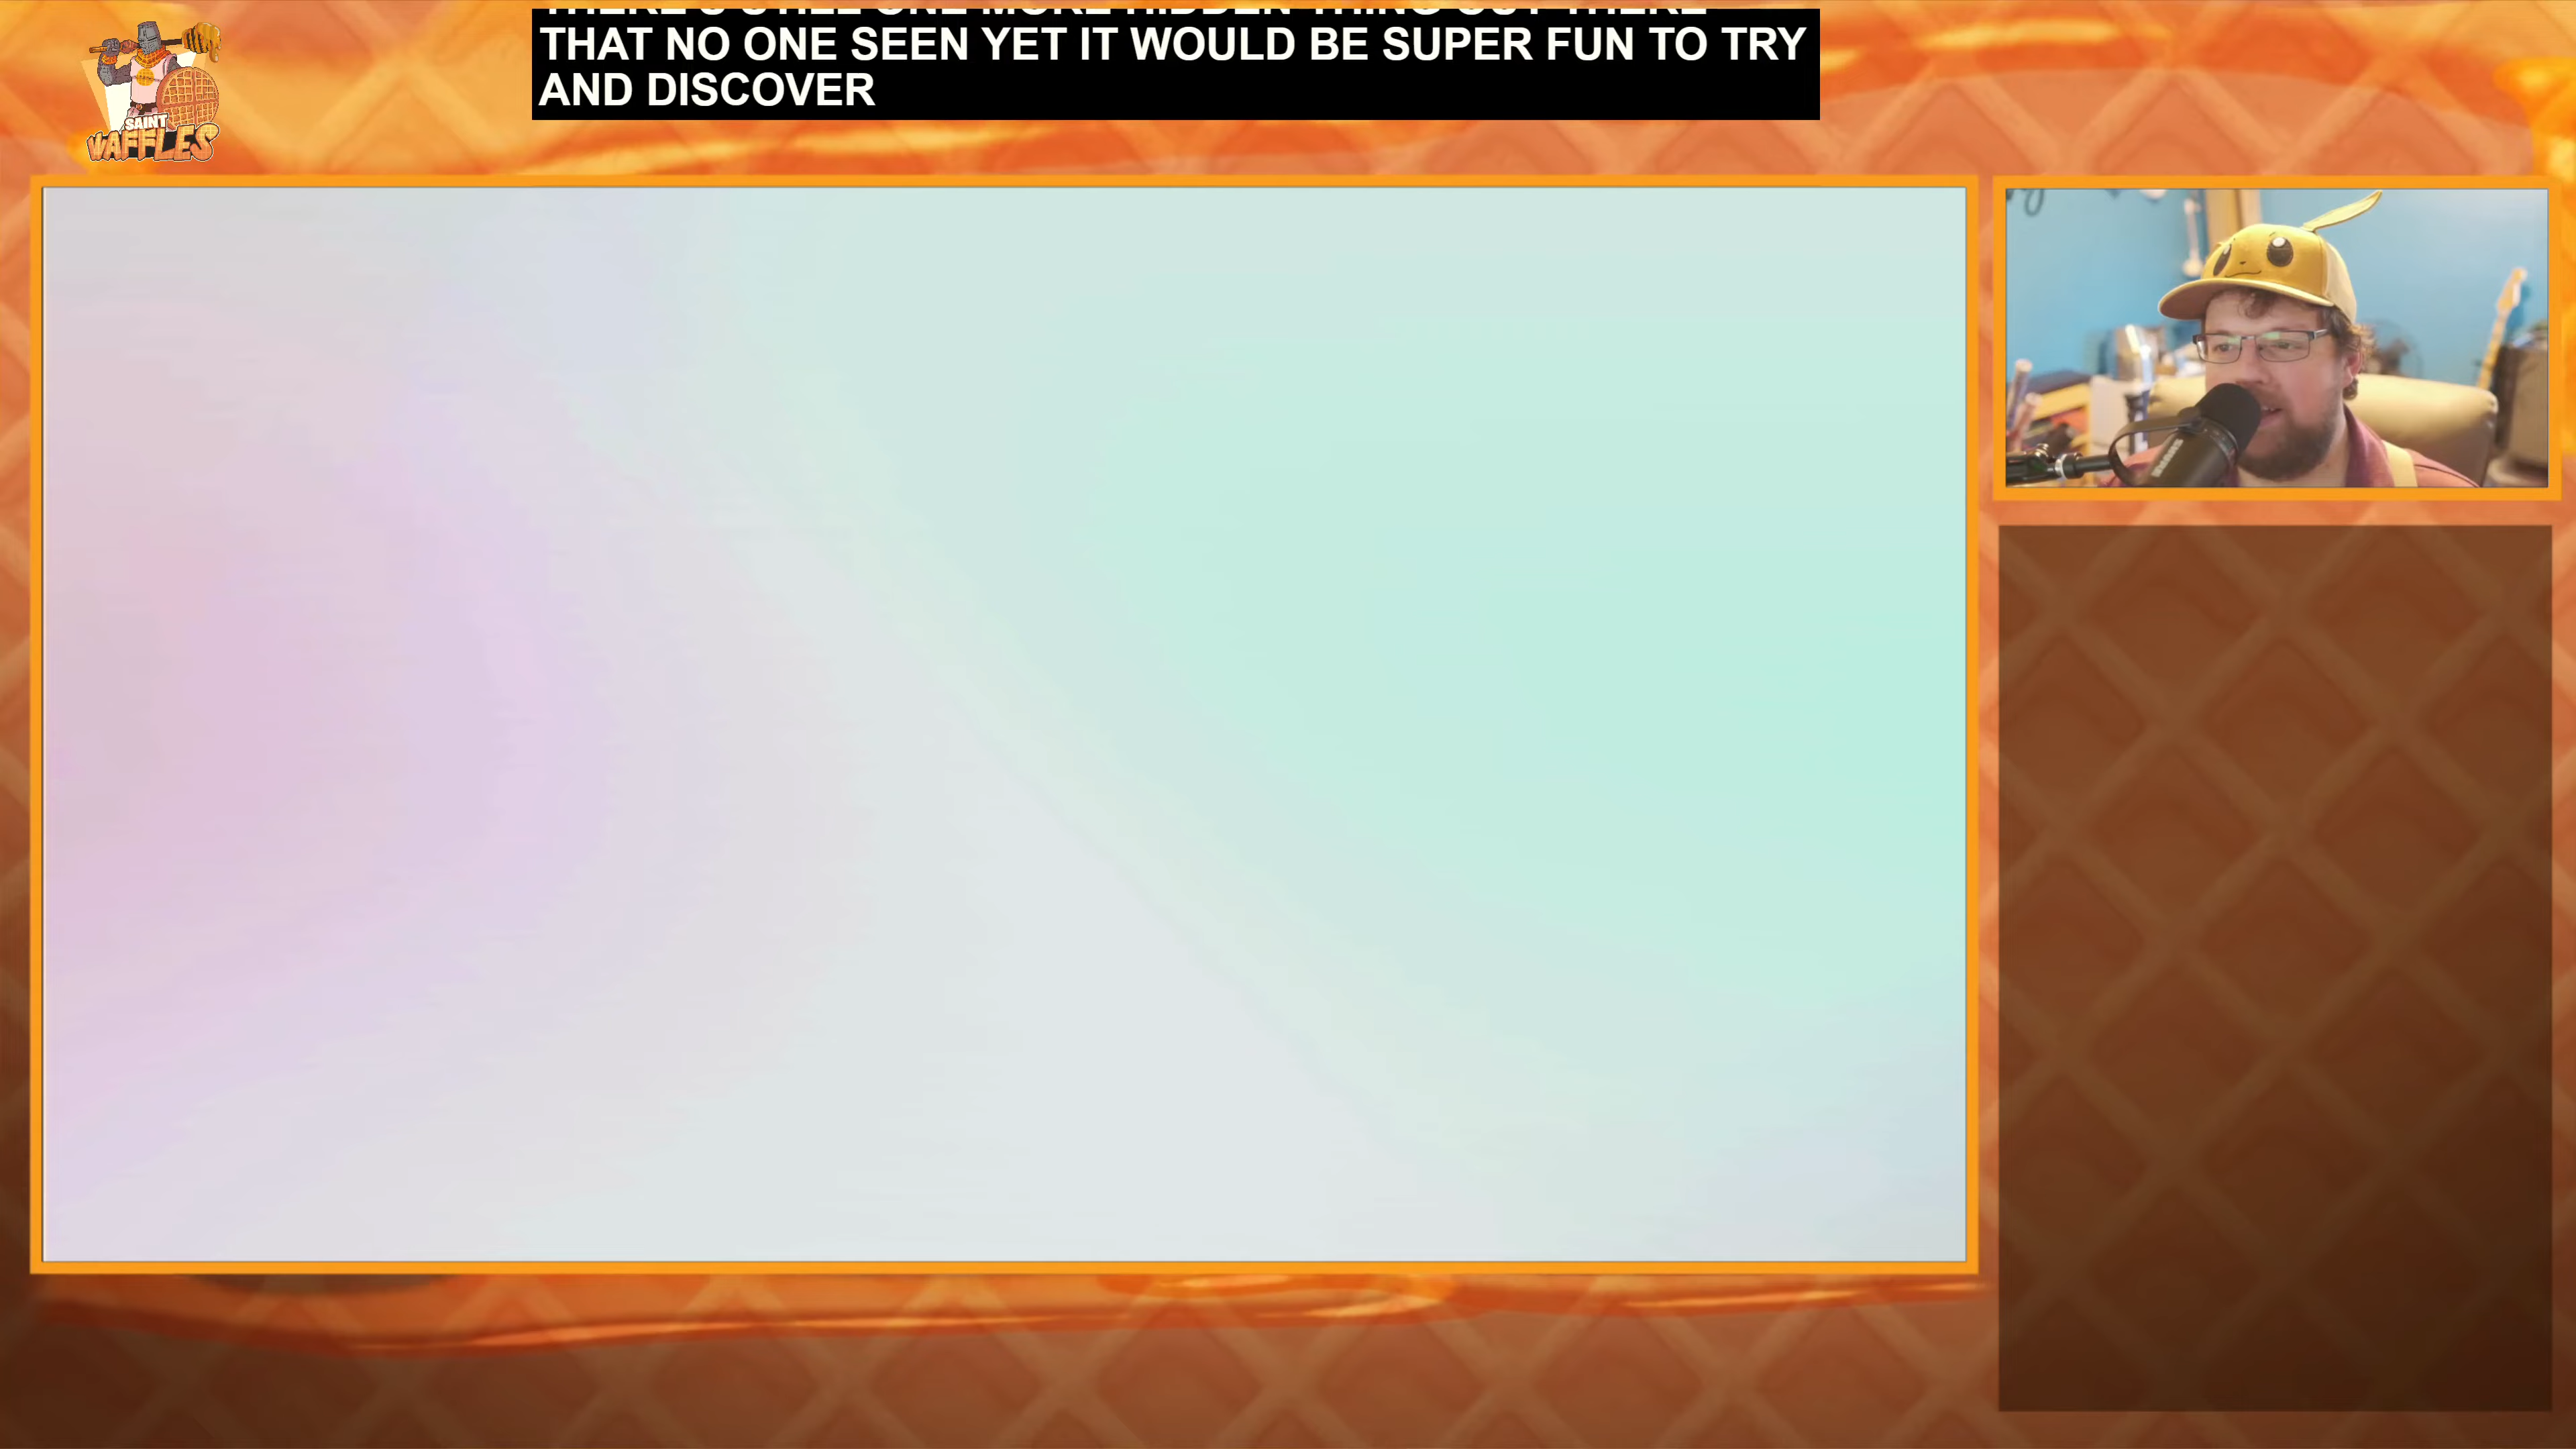 THAT NO ONE SEEN YET IT WOULD BE SUPER FUN TO TRY
AND DISCOVER
SAINT
WAFFLES